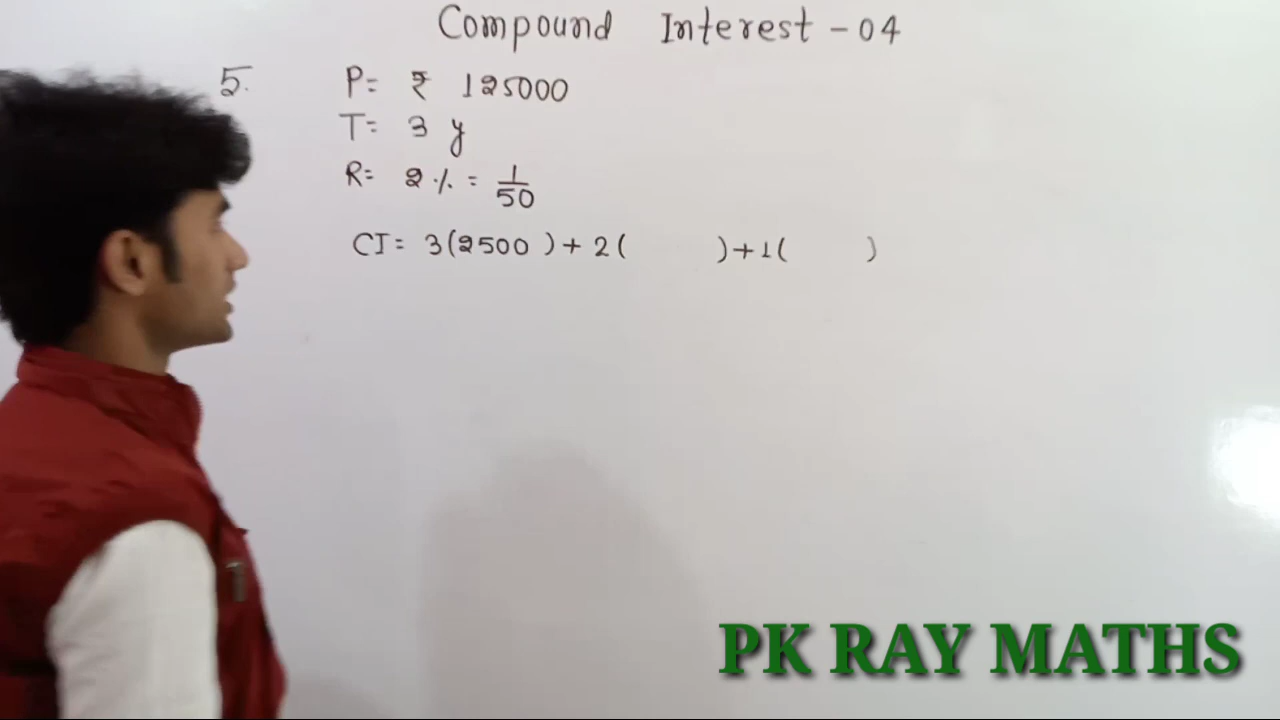 Compound Interest - 04
5. P= ₹ 125000
T= 3 y
R= 2 % = 1/50
CI= 3(2500 ) + 2( ) + 1( )
PK RAY MATHS